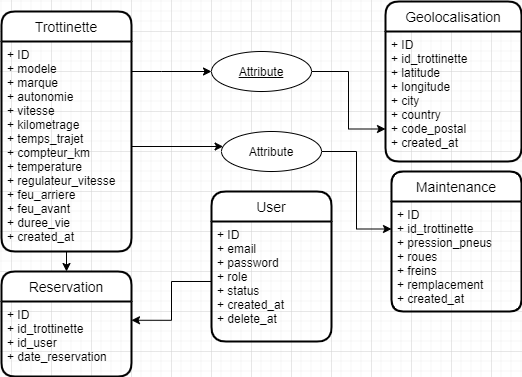 Trottinette
+ ID
+ modele
+ marque
+ autonomie
+ vitesse
+ kilometrage
+ temps_trajet
+ compteur_km
+ temperature
+ regulateur_vitesse
+ feu_arriere
+ feu_avant
+ duree_vie
+ created_at
Attribute
Attribute
Geolocalisation
+ ID
+ id_trottinette
+ latitude
+ longitude
+ city
+ country
+ code_postal
+ created_at
Maintenance
+ ID
+ id_trottinette
+ pression_pneus
+ roues
+ freins
+ remplacement
+ created_at
User
+ ID
+ email
+ password
+ role
+ status
+ created_at
+ delete_at
Reservation
+ ID
+ id_trottinette
+ id_user
+ date_reservation